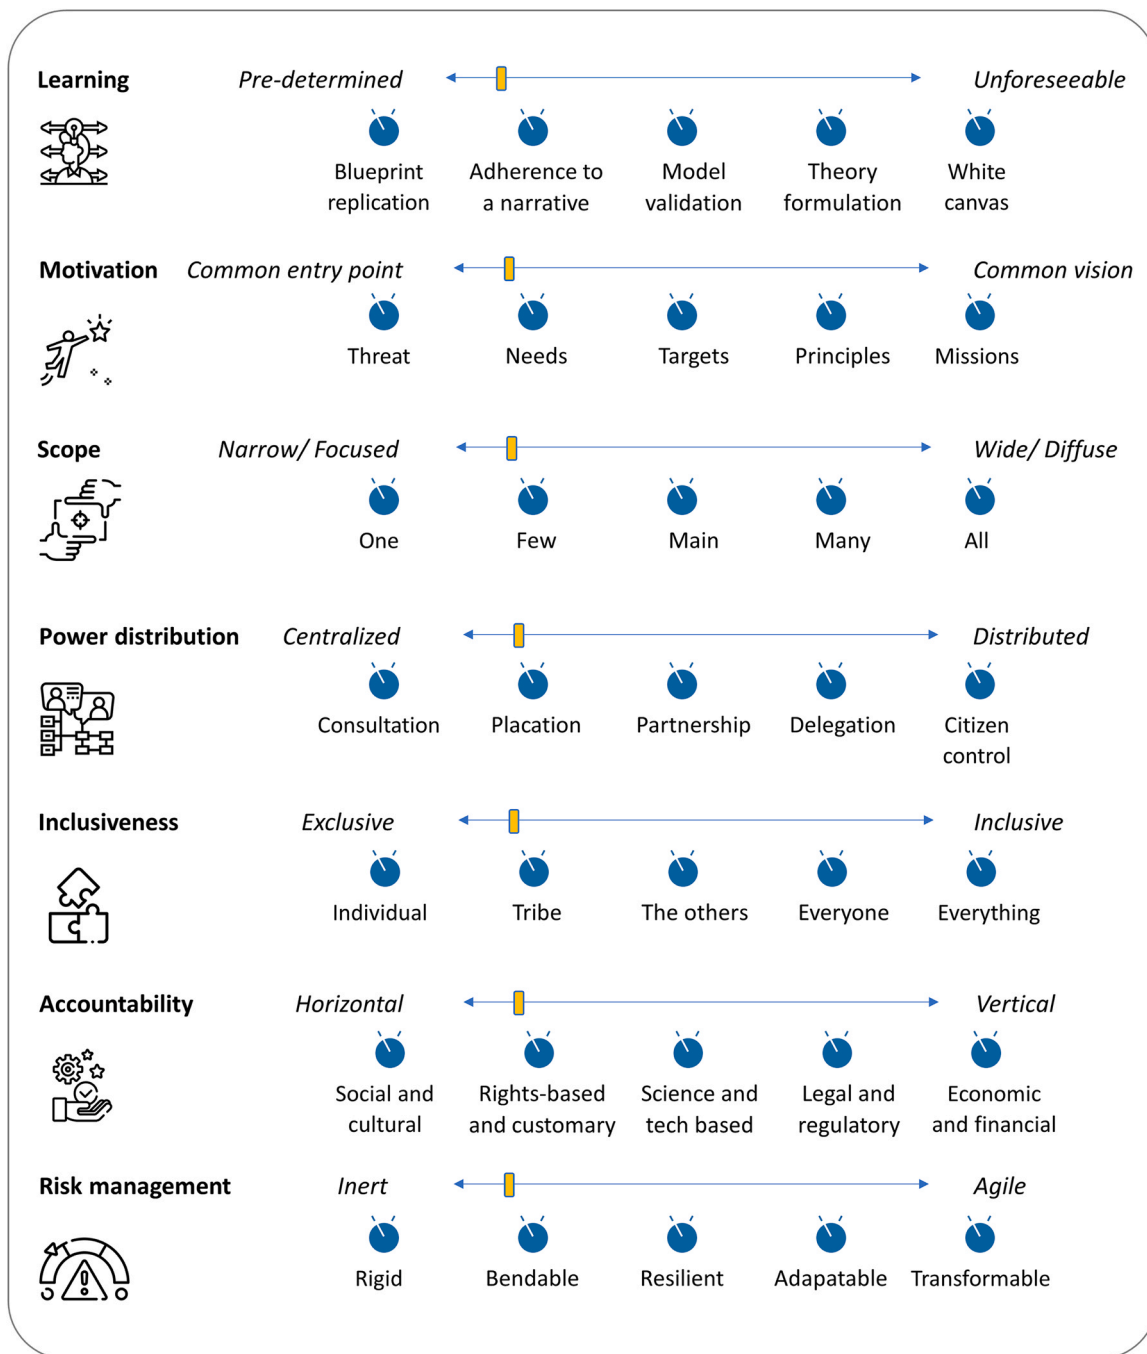 Learning Pre-determined Unforeseeable
Blueprint Adherence to Model Theory White
replication a narrative validation formulation canvas
Motivation Common entry point Common vision
Threat Needs Targets Principles Missions
Scope Narrow/ Focused Wide/ Diffuse
One Few Main Many All
Power distribution Centralized Distributed
Consultation Placation Partnership Delegation Citizen
control
Inclusiveness Exclusive Inclusive
Individual Tribe The others Everyone Everything
Accountability Horizontal Vertical
Social and Rights-based Science and Legal and Economic
cultural and customary tech based regulatory and financial
Risk management Inert Agile
Rigid Bendable Resilient Adapatable Transformable